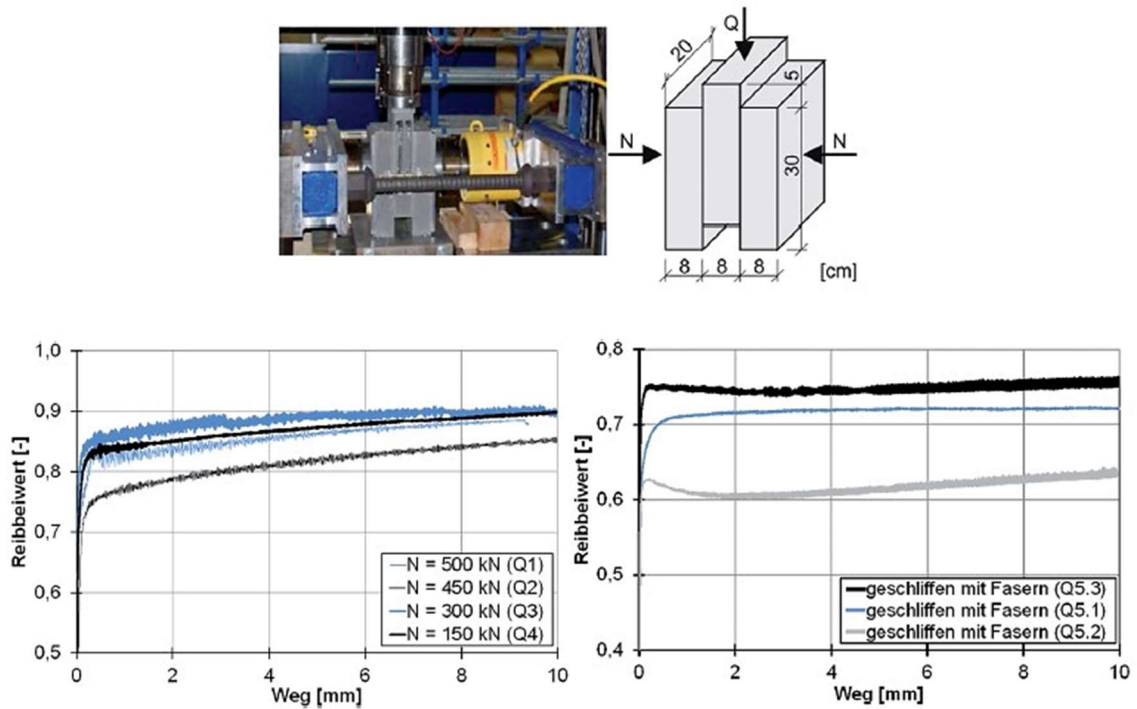 Q
20
5
N
N
30
8 8 8
[cm]
1,0
0,9
0,8
0,7
0,6
0,5
0 2 4 6 8 10
Reibbeiwert [-]
Weg [mm]
N = 500 kN (Q1)
N = 450 kN (Q2)
N = 300 kN (Q3)
N = 150 kN (Q4)
0,8
0,7
0,6
0,5
0,4
0 2 4 6 8 10
Reibbeiwert [-]
Weg [mm]
geschliffen mit Fasern (Q5.3)
geschliffen mit Fasern (Q5.1)
geschliffen mit Fasern (Q5.2)